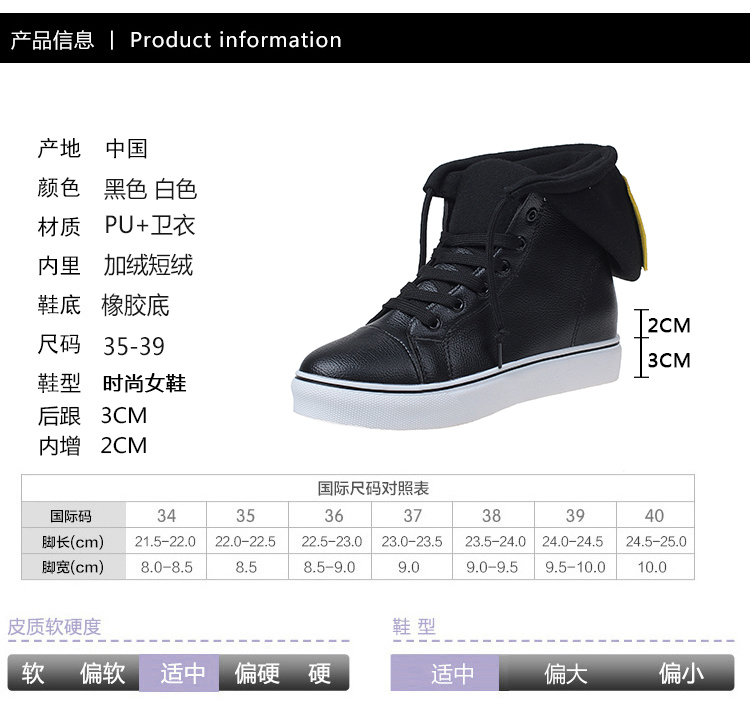 产品信息 | Product information
产地 中国
颜色 黑色 白色
材质 PU+卫衣
内里 加绒短绒
鞋底 橡胶底
尺码 35-39
鞋型 时尚女鞋
后跟 3CM
内增 2CM
2CM
3CM
国际尺码对照表
国际码 34 35 36 37 38 39 40
脚长(cm) 21.5-22.0 22.0-22.5 22.5-23.0 23.0-23.5 23.5-24.0 24.0-24.5 24.5-25.0
脚宽(cm) 8.0-8.5 8.5 8.5-9.0 9.0 9.0-9.5 9.5-10.0 10.0
皮质软硬度
软 偏软 适中 偏硬 硬
鞋 型
适中 偏大 偏小